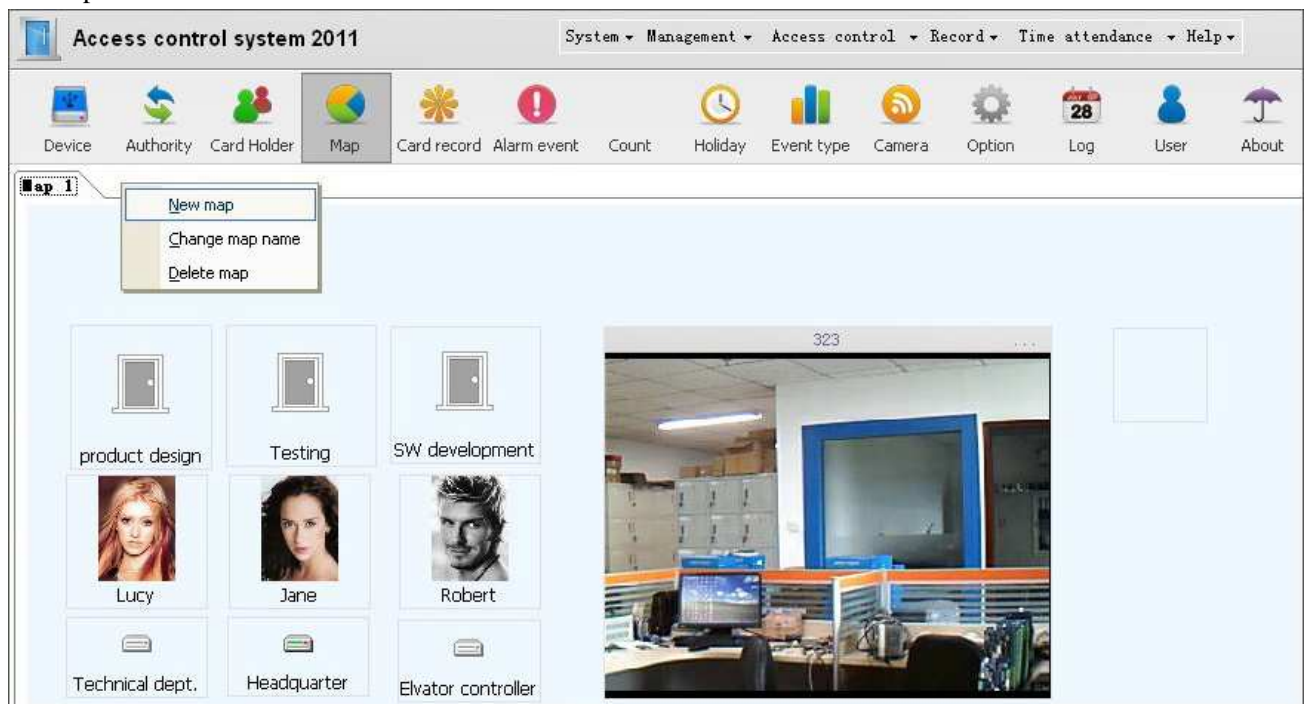 Access control system 2011
System Management Access control Record Time attendance Help
Device Authority Card Holder Map Card record Alarm event Count Holiday Event type Camera Option Log User About
28
Map 1
New map
Change map name
Delete map
323 ...
product design Testing SW development
Lucy Jane Robert
Technical dept. Headquarter Elvator controller